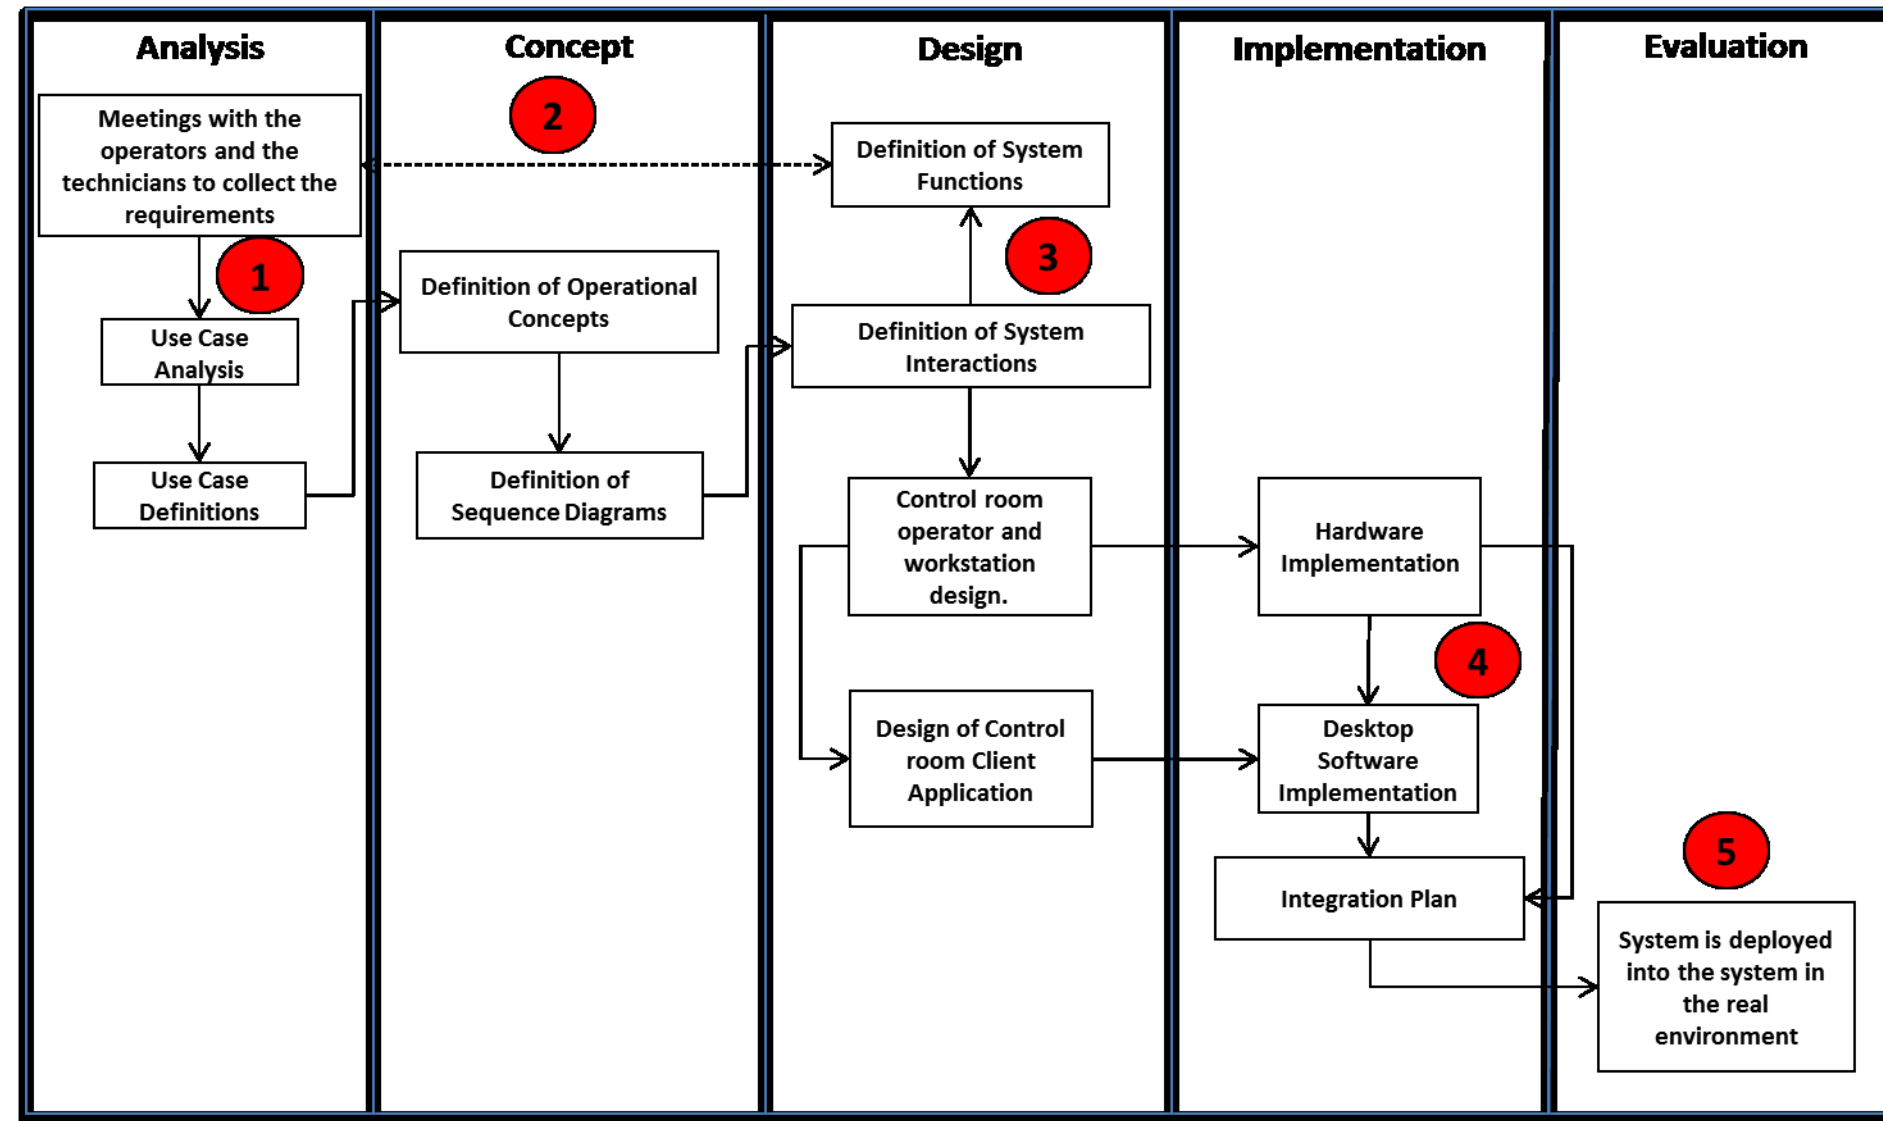 Analysis
Meetings with the
operators and the
technicians to collect the
requirements
1
Use Case
Analysis
Use Case
Definitions
Concept
2
Definition of Operational
Concepts
Definition of
Sequence Diagrams
Design
Definition of System
Functions
3
Definition of System
Interactions
Control room
operator and
workstation
design.
Design of Control
room Client
Application
Implementation
Hardware
Implementation
4
Desktop
Software
Implementation
Integration Plan
Evaluation
5
System is deployed
into the system in
the real
environment